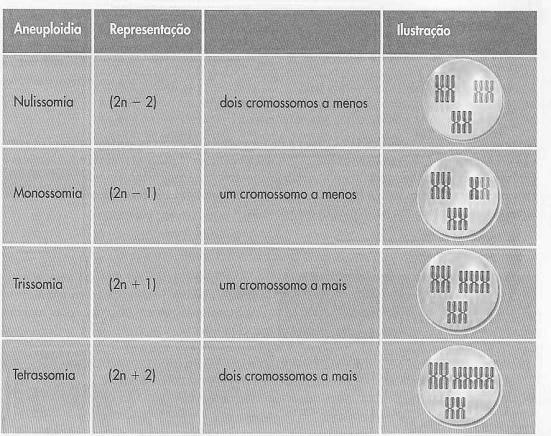 Aneuploidia Representação Ilustração
Nulissomia (2n – 2) dois cromossomos a menos
Monossomia (2n – 1) um cromossomo a menos
Trissomia (2n + 1) um cromossomo a mais
Tetrassomia (2n + 2) dois cromossomos a mais